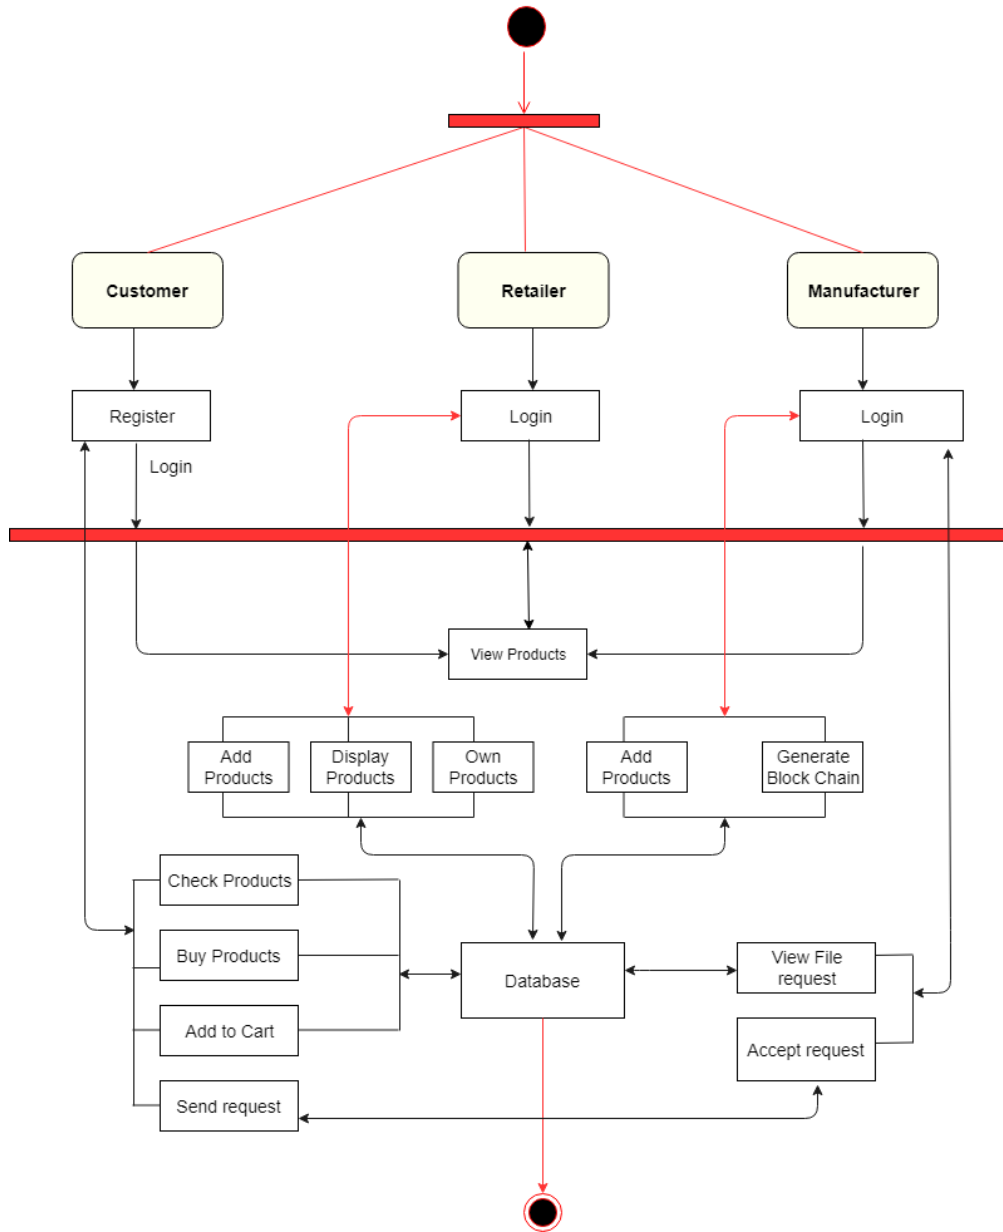 Customer
Retailer
Manufacturer
Register
Login
Login
Login
View Products
Add
Products
Display
Products
Own
Products
Add
Products
Generate
Block Chain
Check Products
Buy Products
Add to Cart
Send request
Database
View File
request
Accept request